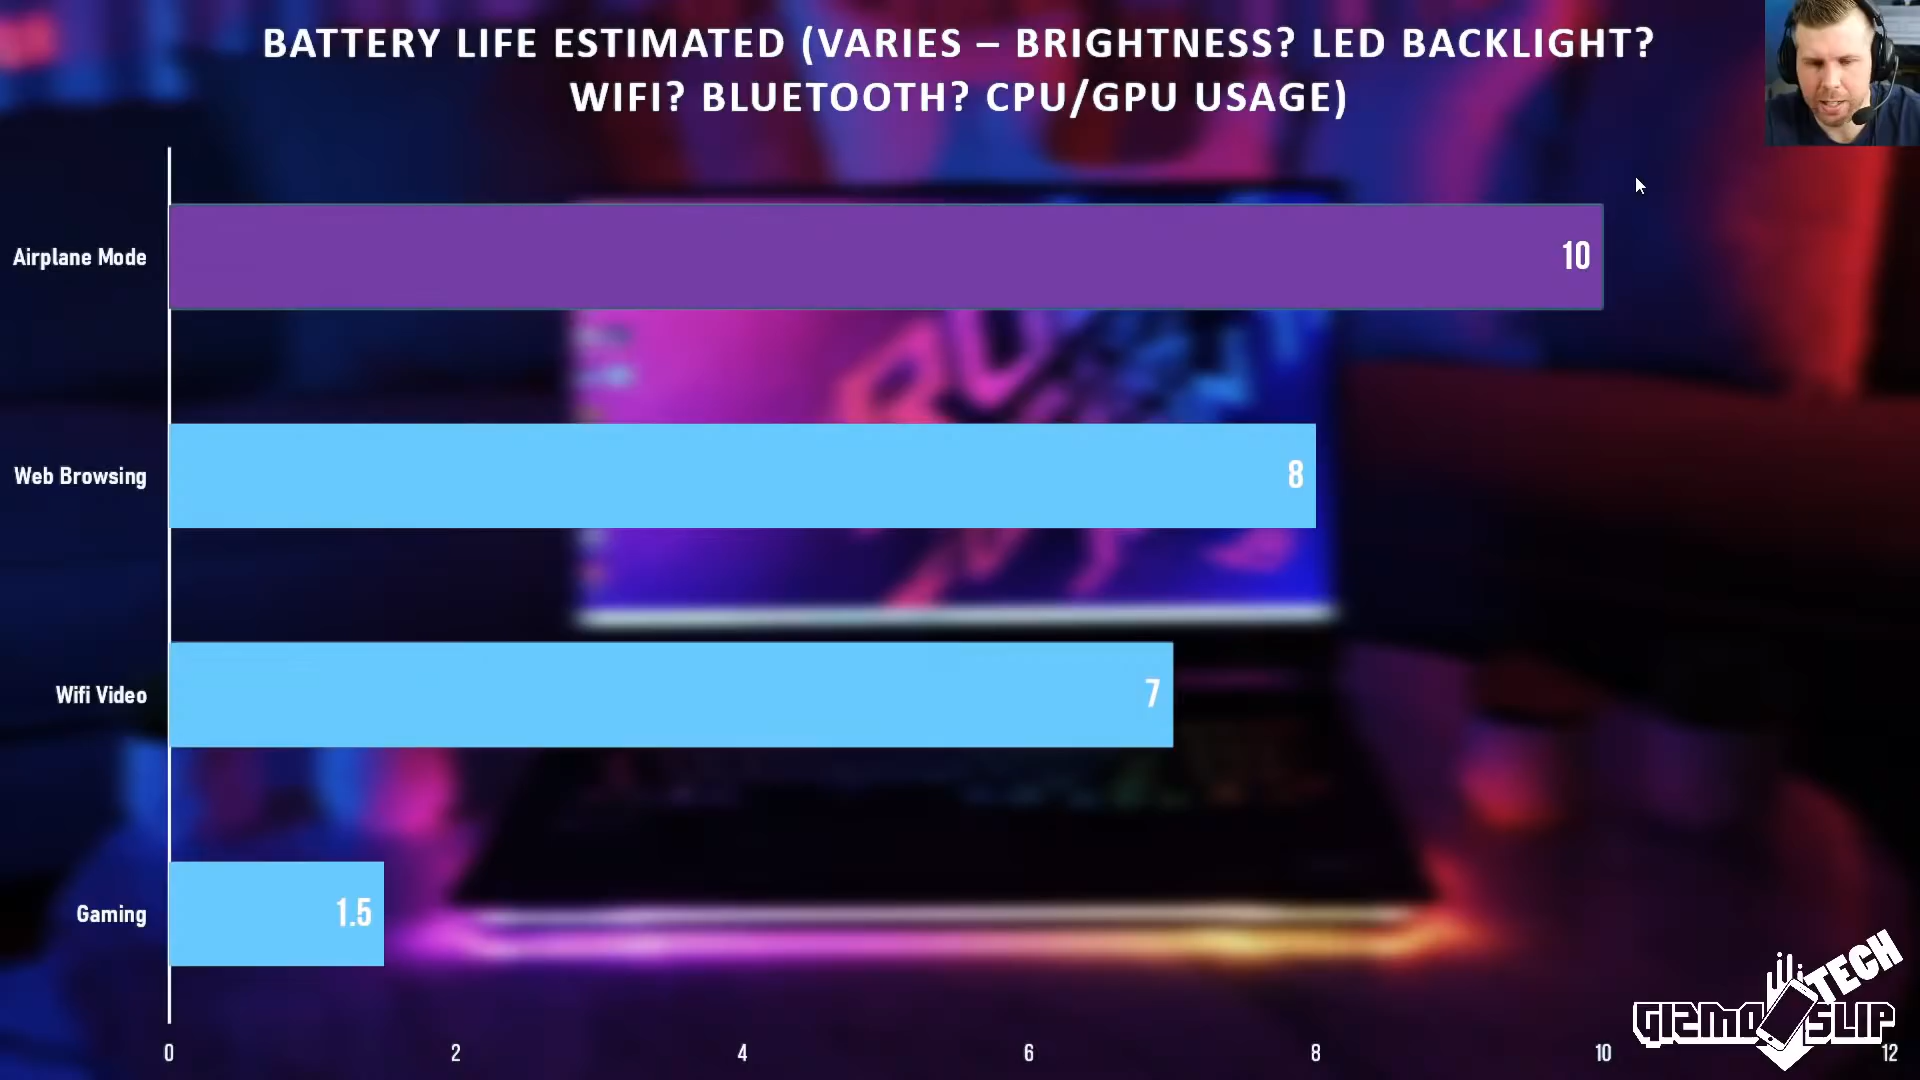 BATTERY LIFE ESTIMATED (VARIES – BRIGHTNESS? LED BACKLIGHT?
WIFI? BLUETOOTH? CPU/GPU USAGE)
Airplane Mode 10
Web Browsing 8
Wifi Video 7
Gaming 1.5
0 2 4 6 8 10 12
GIZMO SLIP TECH